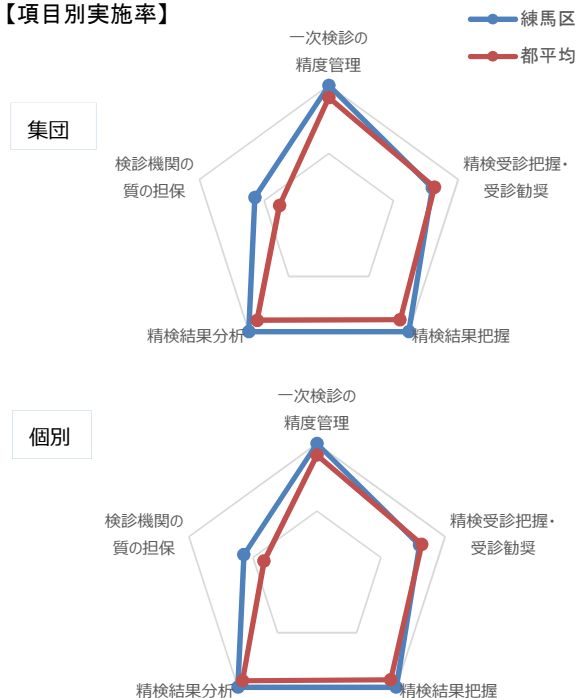 【項目別実施率】
練馬区
都平均
集団
一次検診の
精度管理
検診機関の
質の担保
精検受診把握・
受診勧奨
精検結果分析
精検結果把握
個別
一次検診の
精度管理
検診機関の
質の担保
精検受診把握・
受診勧奨
精検結果分析
精検結果把握